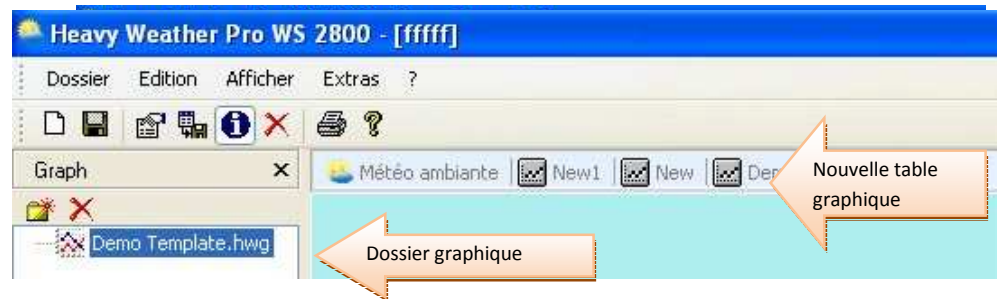 Heavy Weather Pro WS 2800 - [fffff]
Dossier Edition Afficher Extras ?
Graph x
Météo ambiante New1 New
Nouvelle table
graphique
Demo Template.hwg
Dossier graphique